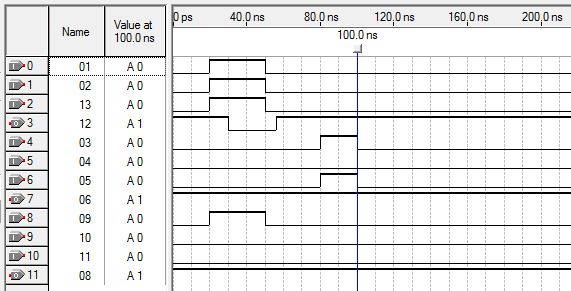 Name Value at 100.0 ns 0 ps 40.0 ns 80.0 ns 120.0 ns 160.0 ns 200.0 ns
100.0 ns
0 01 A 0
1 02 A 0
2 13 A 0
3 12 A 1
4 03 A 0
5 04 A 0
6 05 A 0
7 06 A 1
8 09 A 0
9 10 A 0
10 11 A 0
11 08 A 1